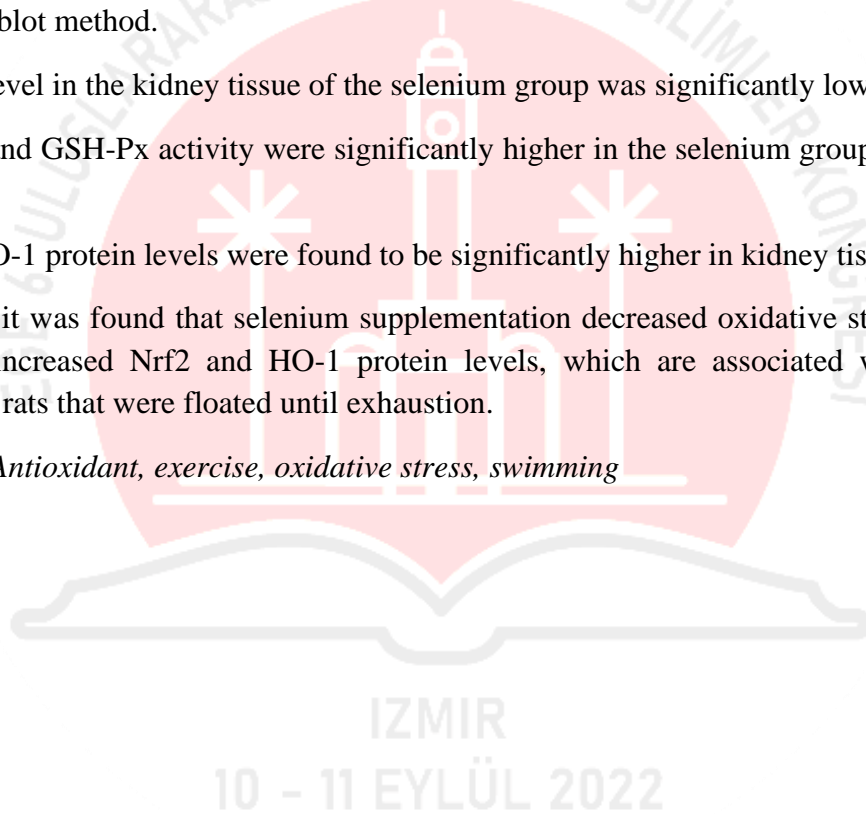 blot method.
evel in the kidney tissue of the selenium group was significantly low
nd GSH-Px activity were significantly higher in the selenium group
O-1 protein levels were found to be significantly higher in kidney tis
it was found that selenium supplementation decreased oxidative st
increased Nrf2 and HO-1 protein levels, which are associated w
rats that were floated until exhaustion.
Antioxidant, exercise, oxidative stress, swimming
IZMIR
10 - 11 EYLÜL 2022